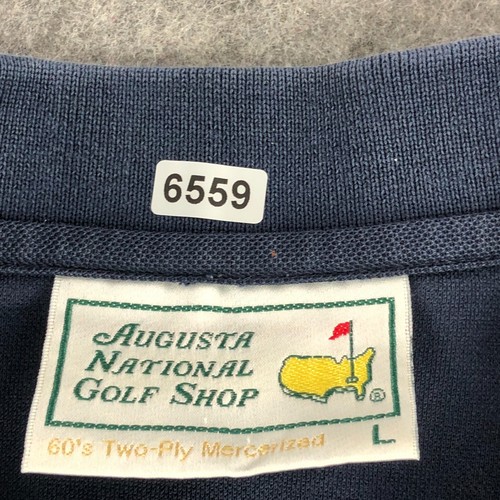 6559
AUGUSTA
NATIONAL
GOLF SHOP
®
60's Two-Ply Mercerized
L